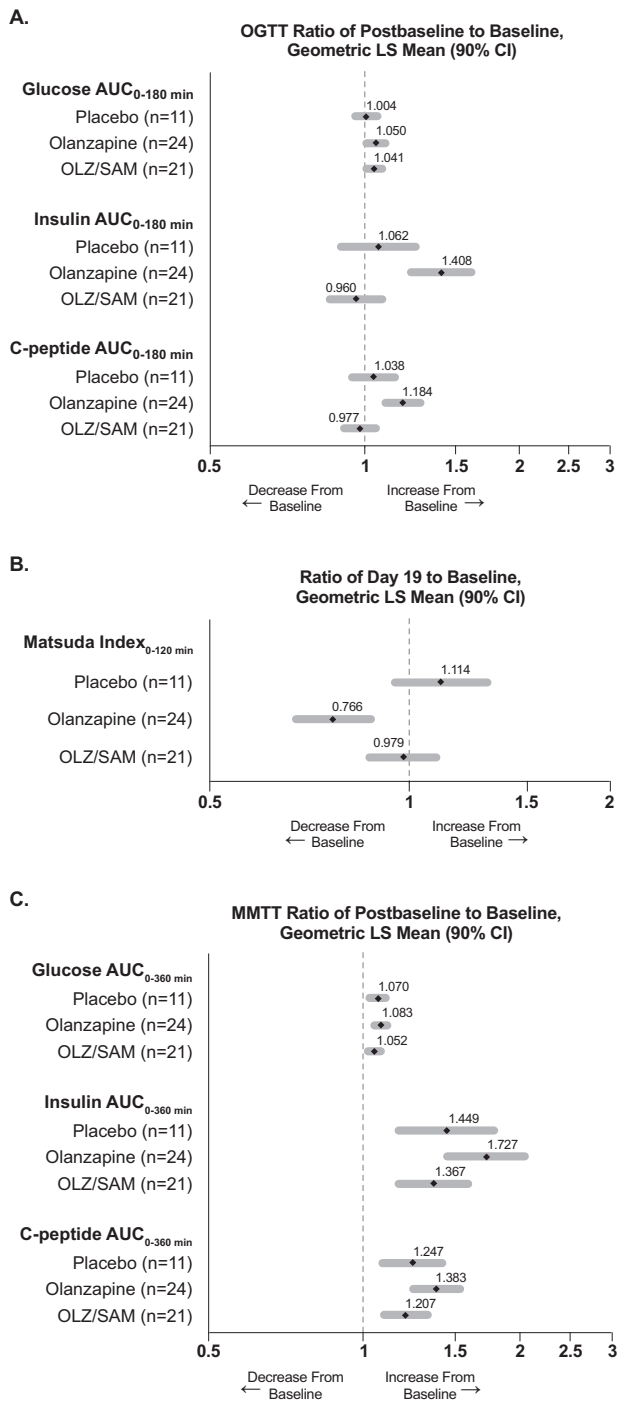 A.
OGTT Ratio of Postbaseline to Baseline,
Geometric LS Mean (90% CI)
Glucose AUC0-180 min
Placebo (n=11) 1.004
Olanzapine (n=24) 1.050
OLZ/SAM (n=21) 1.041
Insulin AUC0-180 min
Placebo (n=11) 1.062
Olanzapine (n=24) 1.408
OLZ/SAM (n=21) 0.960
C-peptide AUC0-180 min
Placebo (n=11) 1.038
Olanzapine (n=24) 1.184
OLZ/SAM (n=21) 0.977
0.5 1 1.5 2 2.5 3
← Decrease From Baseline Increase From Baseline →
B.
Ratio of Day 19 to Baseline,
Geometric LS Mean (90% CI)
Matsuda Index0-120 min
Placebo (n=11) 1.114
Olanzapine (n=24) 0.766
OLZ/SAM (n=21) 0.979
0.5 1 1.5 2
← Decrease From Baseline Increase From Baseline →
C.
MMTT Ratio of Postbaseline to Baseline,
Geometric LS Mean (90% CI)
Glucose AUC0-360 min
Placebo (n=11) 1.070
Olanzapine (n=24) 1.083
OLZ/SAM (n=21) 1.052
Insulin AUC0-360 min
Placebo (n=11) 1.449
Olanzapine (n=24) 1.727
OLZ/SAM (n=21) 1.367
C-peptide AUC0-360 min
Placebo (n=11) 1.247
Olanzapine (n=24) 1.383
OLZ/SAM (n=21) 1.207
0.5 1 1.5 2 2.5 3
← Decrease From Baseline Increase From Baseline →